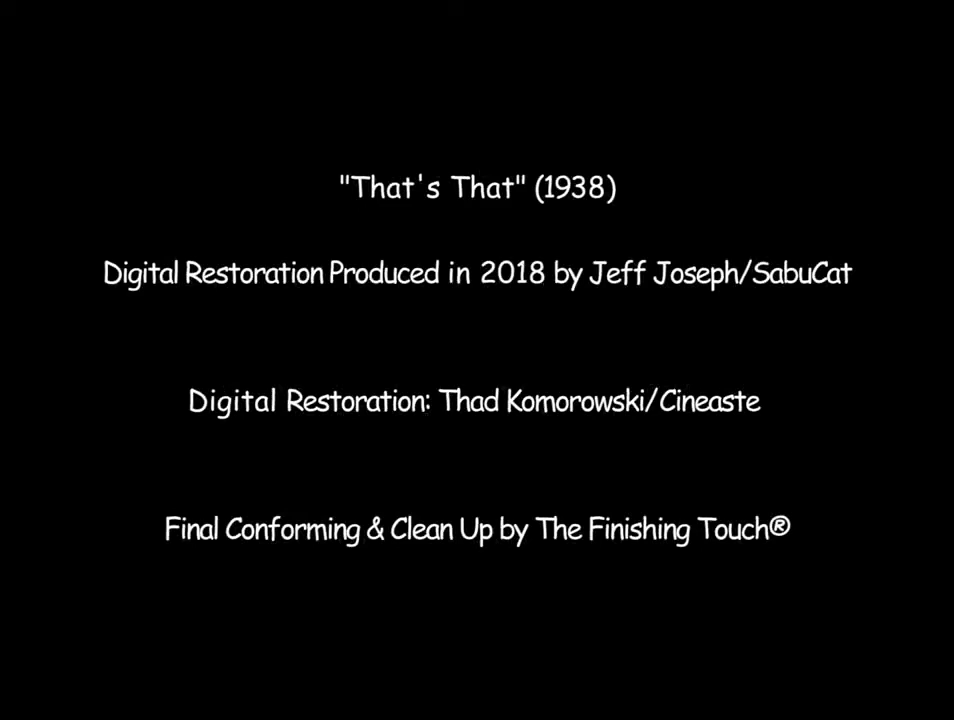 "That's That" (1938)
Digital Restoration Produced in 2018 by Jeff Joseph/SabuCat
Digital Restoration: Thad Komorowski/Cineaste
Final Conforming & Clean Up by The Finishing Touch®